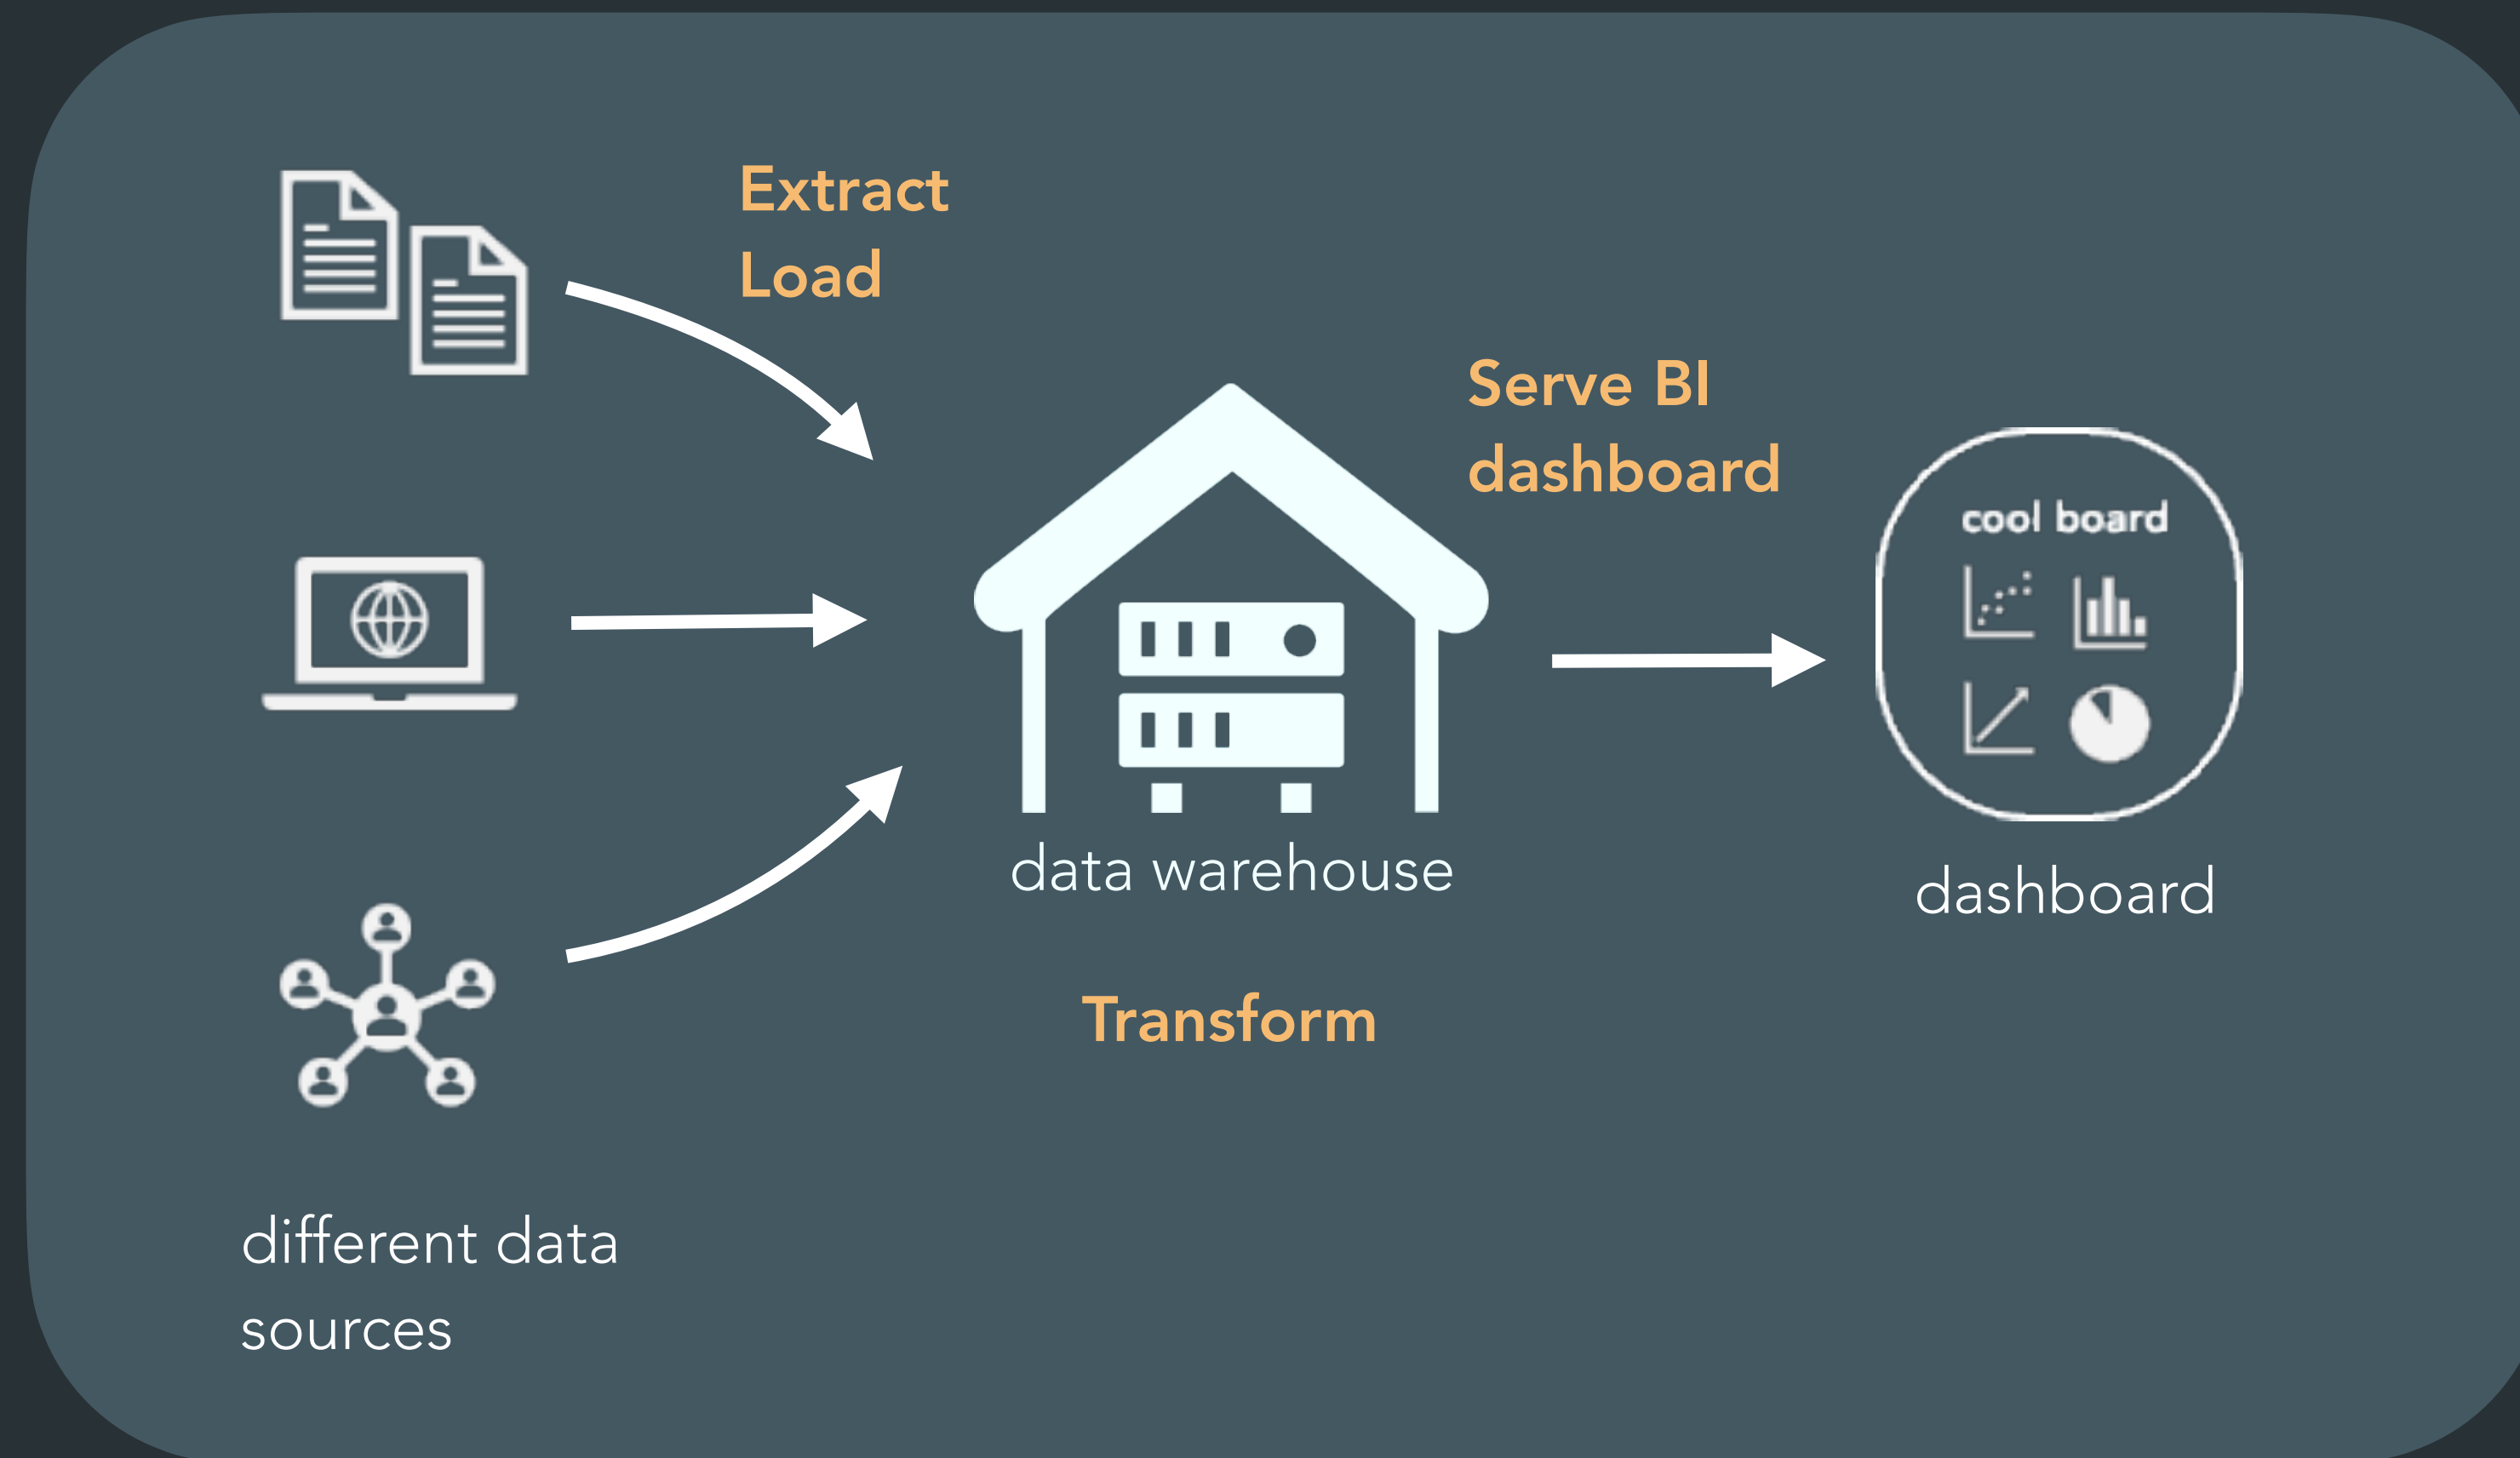 Extract
Load
Serve BI
dashboard
cool board
data warehouse
dashboard
Transform
different data
sources